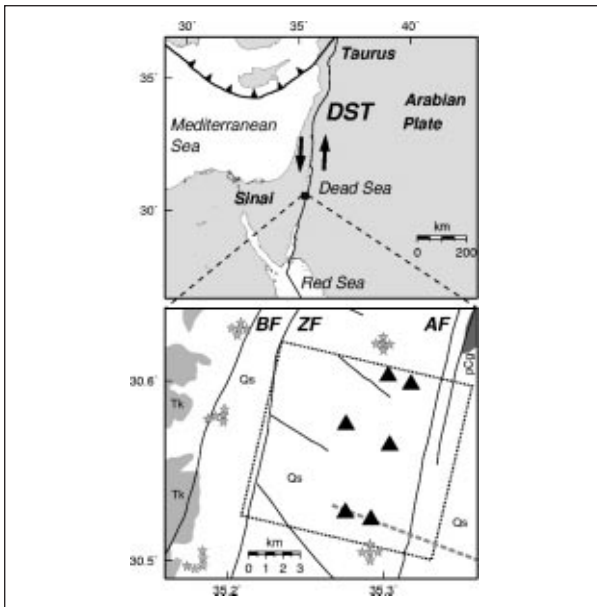 30˚ 35˚ 40˚
Taurus
35˚
Arabian
Plate
DST
Mediterranean
Sea
Dead Sea
Sinai
30˚
km
0 200
Red Sea
BF ZF AF
pCg
Qs
30.6˚
Tk
Qs
Tk
Qs
km
0 1 2 3
30.5˚
35.2˚ 35.3˚